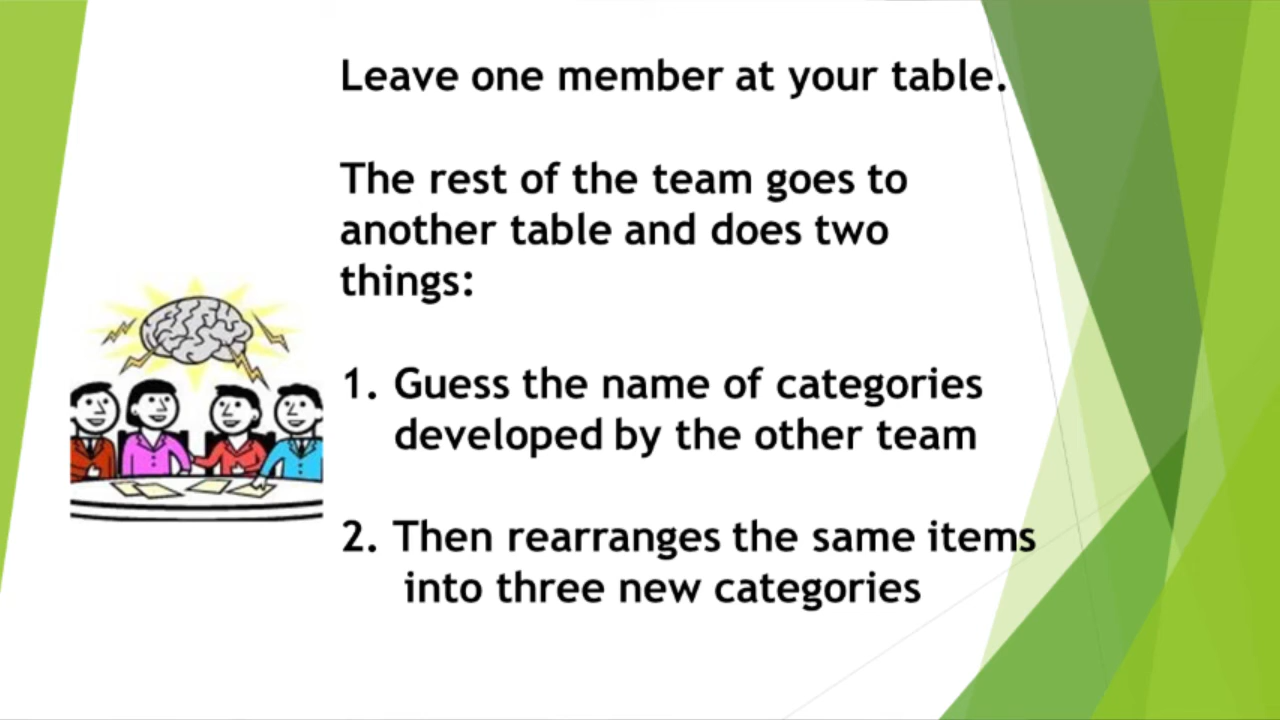 Leave one member at your table.
The rest of the team goes to
another table and does two
things:
1. Guess the name of categories
developed by the other team
2. Then rearranges the same items
into three new categories